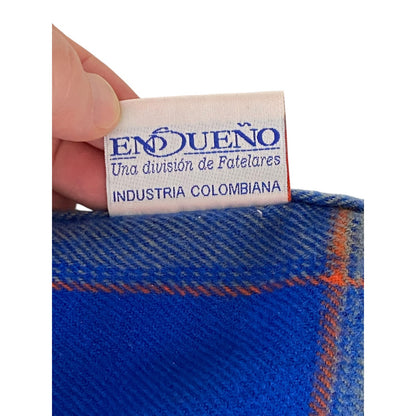 ENSUEÑO
Una división de Fatelares
INDUSTRIA COLOMBIANA